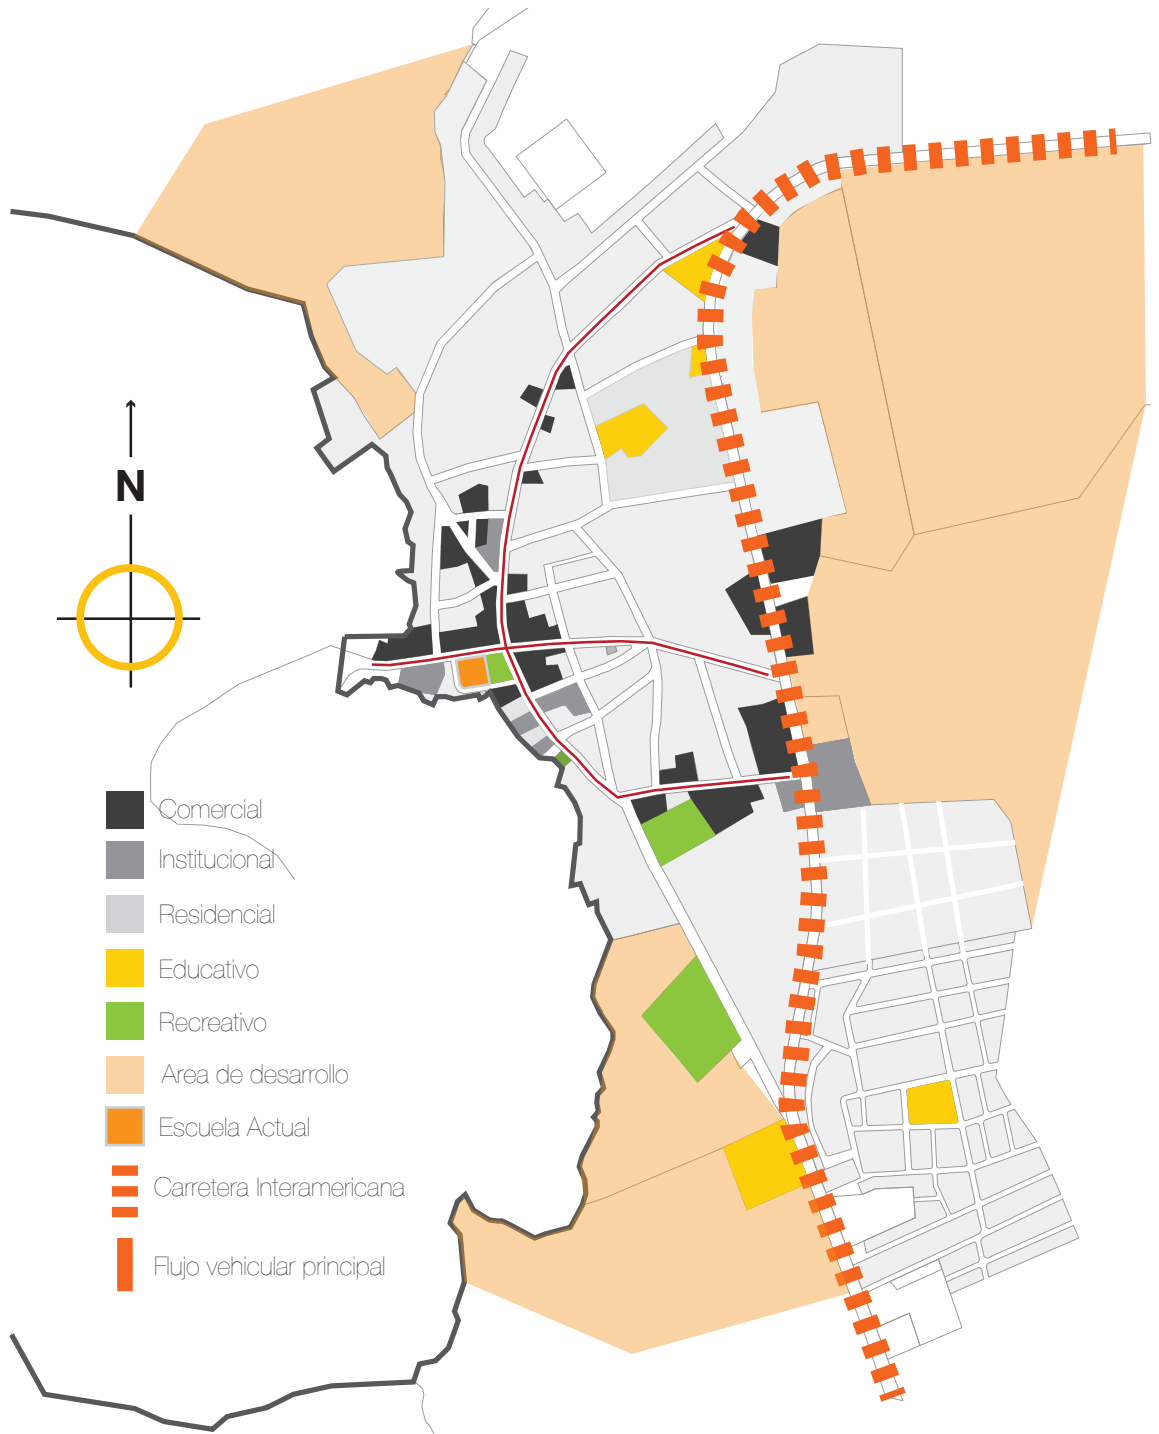 N
Comercial
Institucional
Residencial
Educativo
Recreativo
Area de desarrollo
Escuela Actual
Carretera Interamericana
Flujo vehicular principal